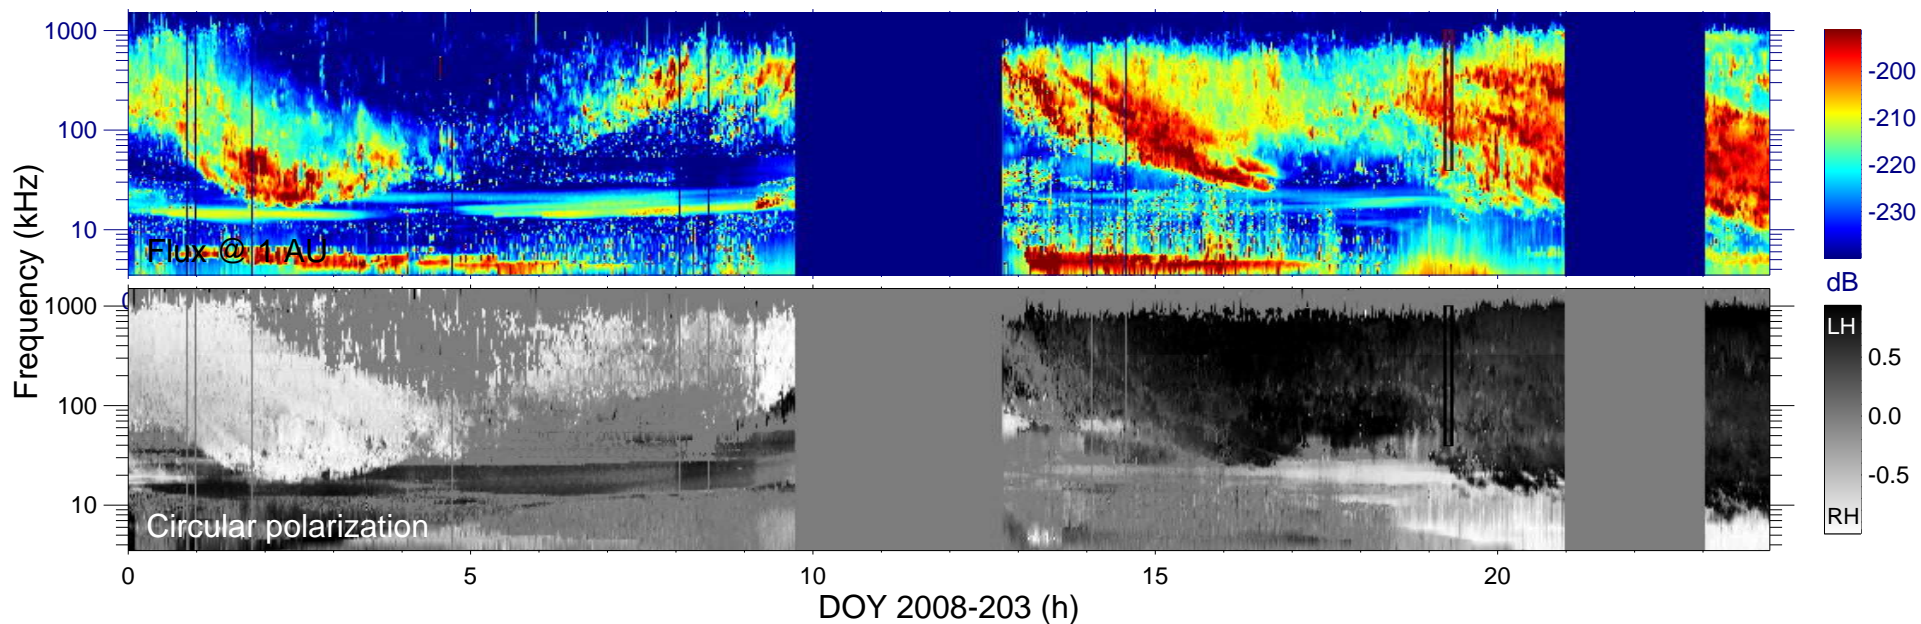 1000
100
10
Flux @ 1 AU
-200
-210
-220
-230
dB
0
1000
100
10
Circular polarization
LH
0.5
0.0
-0.5
RH
Frequency (kHz)
0 5 10 15 20
DOY 2008-203 (h)